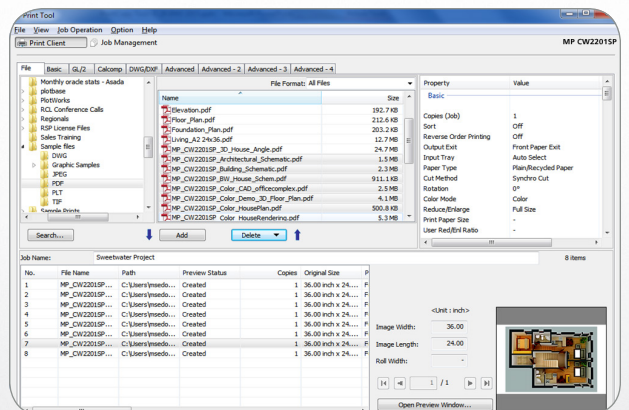 Print Tool
File View Job Operation Option Help
Print Client Job Management
MP CW2201SP
File Basic GL/2 Calcomp DWG/DXF Advanced Advanced - 2 Advanced - 3 Advanced - 4
Monthly oracle stats - Asada
plotbase
PlotWorks
RCL Conference Calls
Regionals
RSP License Files
Sales Training
Sample files
DWG
Graphic Samples
JPEG
PDF
PLT
TIF
Sample Prints
File Format: All Files
Name Size
Elevation.pdf 192.7 KB
Floor_Plan.pdf 212.6 KB
Foundation_Plan.pdf 203.2 KB
Living_A2 24x36.pdf 12.7 MB
MP_CW2201SP_3D_House_Angle.pdf 24.7 MB
MP_CW2201SP_Architectural_Schematic.pdf 1.5 MB
MP_CW2201SP_Building_Schematic.pdf 2.3 MB
MP_CW2201SP_BW_House_Schem.pdf 911.1 KB
MP_CW2201SP_Color_CAD_officecomplex.pdf 2.5 MB
MP_CW2201SP_Color_Demo_3D_Floor_Plan.pdf 4.1 MB
MP_CW2201SP_Color_HousePlan.pdf 500.8 KB
MP_CW2201SP_Color_HouseRendering.pdf 5.3 MB
Property Value
Basic
Copies (Job) 1
Sort Off
Reverse Order Printing Off
Output Exit Front Paper Exit
Input Tray Auto Select
Paper Type Plain/Recycled Paper
Cut Method Synchro Cut
Rotation 0°
Color Mode Color
Reduce/Enlarge Full Size
Print Paper Size -
User Red/Enl Ratio -
Search... Add Delete
Job Name: Sweetwater Project 8 items
No. File Name Path Preview Status Copies Original Size P
1 MP_CW2201SP... C:\Users\msedo... Created 1 36.00 inch x 24.... F
2 MP_CW2201SP... C:\Users\msedo... Created 1 36.00 inch x 24.... F
3 MP_CW2201SP... C:\Users\msedo... Created 1 36.00 inch x 24.... F
4 MP_CW2201SP... C:\Users\msedo... Created 1 36.00 inch x 24.... F
5 MP_CW2201SP... C:\Users\msedo... Created 1 36.00 inch x 24.... F
6 MP_CW2201SP... C:\Users\msedo... Created 1 36.00 inch x 24.... F
7 MP_CW2201SP... C:\Users\msedo... Created 1 36.00 inch x 24.... F
8 MP_CW2201SP... C:\Users\msedo... Created 1 36.00 inch x 24.... F
<Unit : inch>
Image Width: 36.00
Image Length: 24.00
Roll Width: -
1 / 1
Open Preview Window...